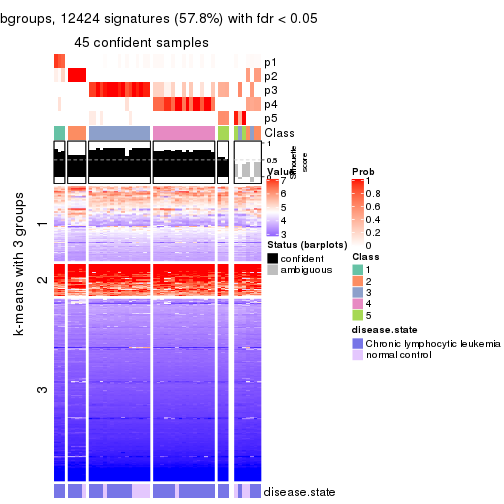 bgroups, 12424 signatures (57.8%) with fdr < 0.05
45 confident samples
p1
p2
p3
p4
p5
Class
1
0.5
0
Silhouette
score
k-means with 3 groups
1
2
3
disease.state
Value
7
6
5
4
3
Status (barplots)
confident
ambiguous
Prob
1
0.8
0.6
0.4
0.2
0
Class
1
2
3
4
5
disease.state
Chronic lymphocytic leukemia
normal control